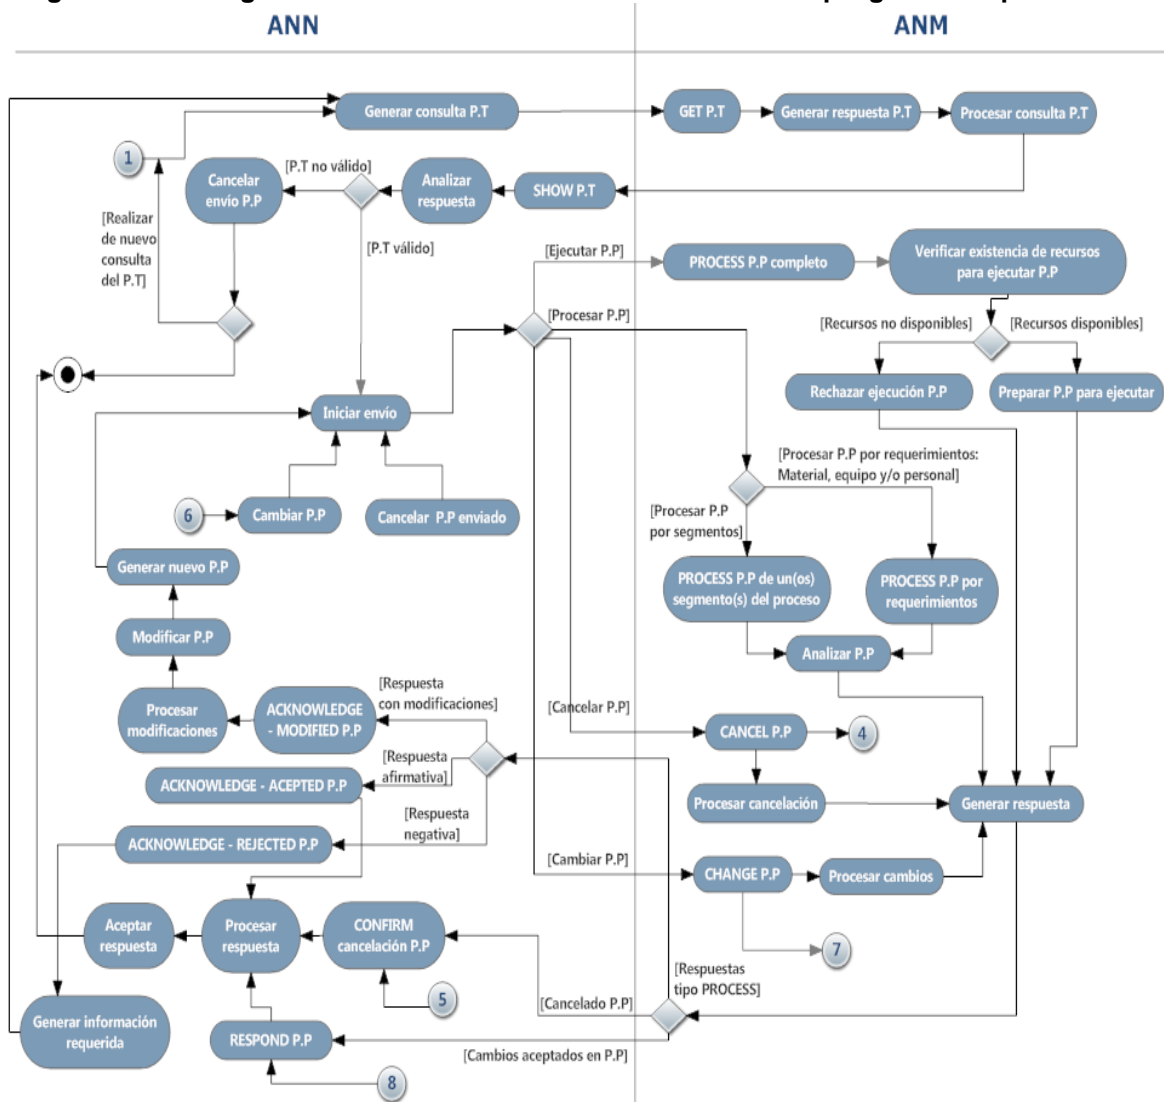 ANN
ANM
Generar consulta P.T
GET P.T
Generar respuesta P.T
Procesar consulta P.T
1
[P.T no válido]
Cancelar
envío P.P
Analizar
respuesta
SHOW P.T
[Realizar
de nuevo
consulta
del P.T]
[P.T válido]
[Ejecutar P.P]
PROCESS P.P completo
Verificar existencia de recursos
para ejecutar P.P
[Procesar P.P]
[Recursos no disponibles]
[Recursos disponibles]
Iniciar envío
Rechazar ejecución P.P
Preparar P.P para ejecutar
[Procesar P.P por requerimientos:
Material, equipo y/o personal]
6
Cambiar P.P
Cancelar P.P enviado
[Procesar P.P
por segmentos]
Generar nuevo P.P
PROCESS P.P de un(os)
segmento(s) del proceso
PROCESS P.P por
requerimientos
Modificar P.P
Analizar P.P
[Respuesta
con modificaciones]
Procesar
modificaciones
ACKNOWLEDGE
- MODIFIED P.P
[Cancelar P.P]
CANCEL P.P
4
[Respuesta
afirmativa]
ACKNOWLEDGE - ACEPTED P.P
Procesar cancelación
Generar respuesta
[Respuesta
negativa]
ACKNOWLEDGE - REJECTED P.P
[Cambiar P.P]
CHANGE P.P
Procesar cambios
Aceptar
respuesta
Procesar
respuesta
CONFIRM
cancelación P.P
7
[Respuestas
tipo PROCESS]
5
[Cancelado P.P]
Generar información
requerida
RESPOND P.P
[Cambios aceptados en P.P]
8